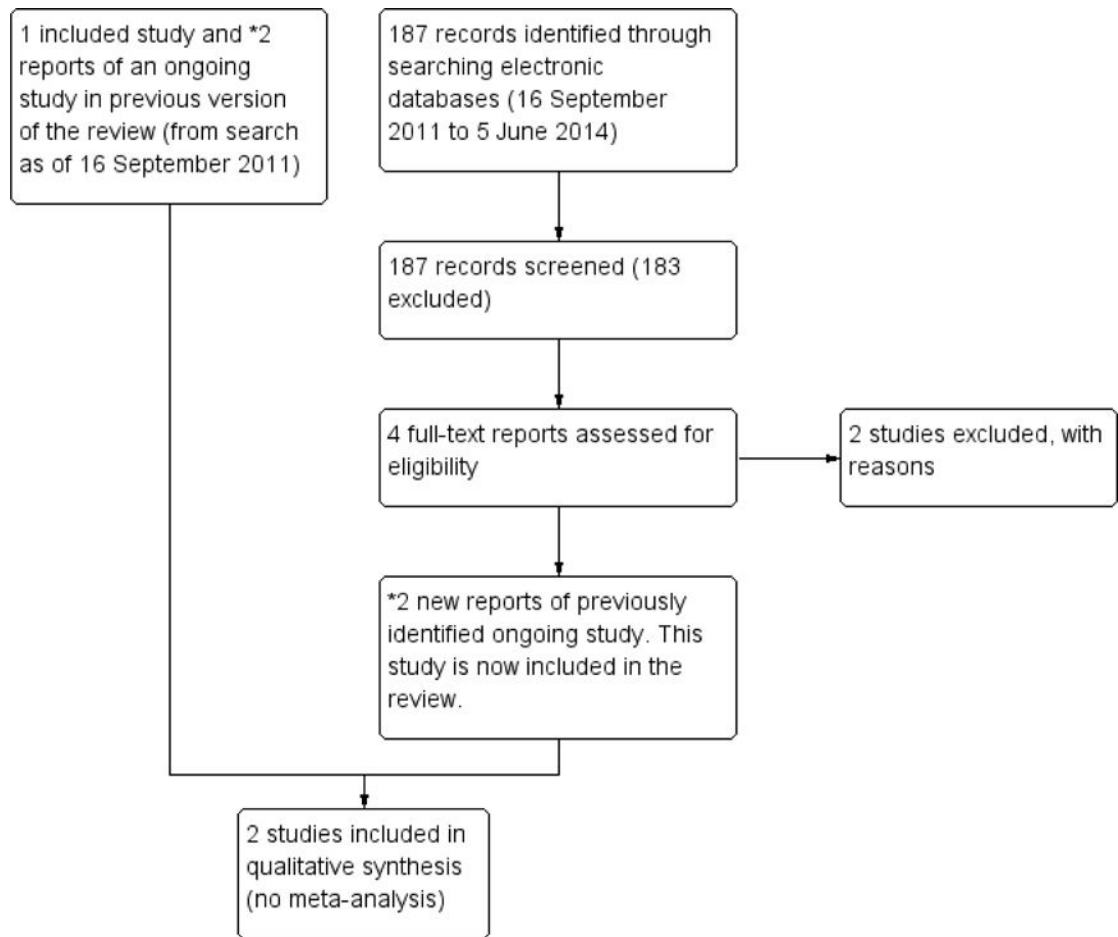 1 included study and *2
reports of an ongoing
study in previous version
of the review (from search
as of 16 September 2011)
187 records identified through
searching electronic
databases (16 September
2011 to 5 June 2014)
187 records screened (183
excluded)
4 full-text reports assessed for
eligibility
2 studies excluded, with
reasons
*2 new reports of previously
identified ongoing study. This
study is now included in the
review.
2 studies included in
qualitative synthesis
(no meta-analysis)